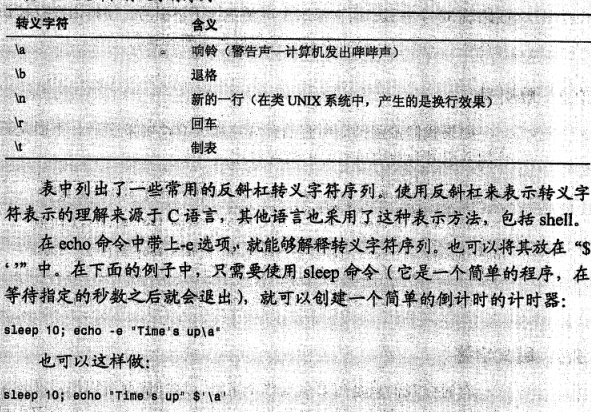 转义字符 含义
\a 响铃（警告声—计算机发出哔哔声）
\b 退格
\n 新的一行（在类 UNIX 系统中，产生的是换行效果）
\r 回车
\t 制表
表中列出了一些常用的反斜杠转义字符序列。使用反斜杠来表示转义字
符表示的理解来源于 C 语言，其他语言也采用了这种表示方法，包括 shell。
在 echo 命令中带上-e 选项，就能够解释转义字符序列。也可以将其放在“$
‘ ’”中。在下面的例子中，只需要使用 sleep 命令（它是一个简单的程序，在
等待指定的秒数之后就会退出），就可以创建一个简单的倒计时的计时器：
sleep 10; echo -e "Time's up\a"
也可以这样做：
sleep 10; echo "Time's up" $'\a'